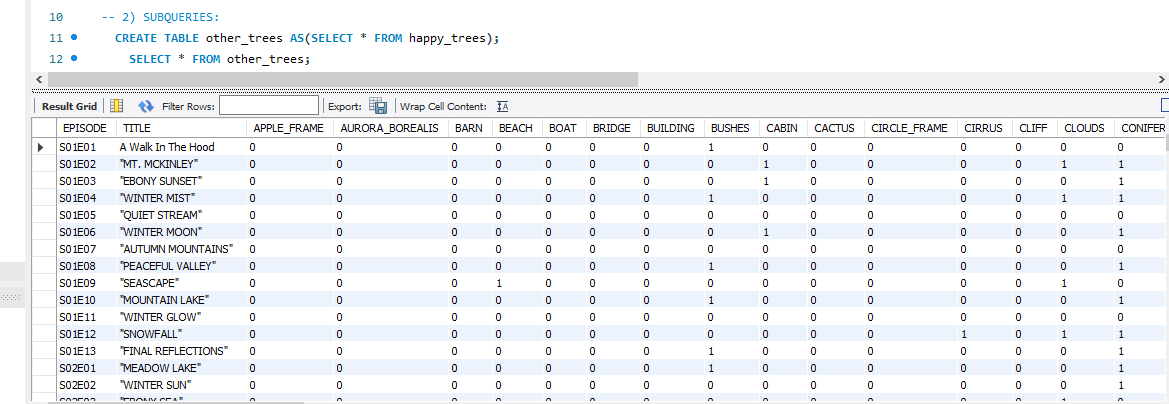 10 -- 2) SUBQUERIES:
11 CREATE TABLE other_trees AS(SELECT * FROM happy_trees);
12 SELECT * FROM other_trees;
Result Grid Filter Rows: Export: Wrap Cell Content: IA
EPISODE TITLE APPLE_FRAME AURORA_BOREALIS BARN BEACH BOAT BRIDGE BUILDING BUSHES CABIN CACTUS CIRCLE_FRAME CIRRUS CLIFF CLOUDS CONIFER
S01E01 A Walk In The Hood 0 0 0 0 0 0 0 1 0 0 0 0 0 0 0
S01E02 "MT. MCKINLEY" 0 0 0 0 0 0 0 0 1 0 0 0 0 1 1
S01E03 "EBONY SUNSET" 0 0 0 0 0 0 0 0 1 0 0 0 0 0 1
S01E04 "WINTER MIST" 0 0 0 0 0 0 0 1 0 0 0 0 0 1 1
S01E05 "QUIET STREAM" 0 0 0 0 0 0 0 0 0 0 0 0 0 0 0
S01E06 "WINTER MOON" 0 0 0 0 0 0 0 0 1 0 0 0 0 0 1
S01E07 "AUTUMN MOUNTAINS" 0 0 0 0 0 0 0 0 0 0 0 0 0 0 0
S01E08 "PEACEFUL VALLEY" 0 0 0 0 0 0 0 1 0 0 0 0 0 0 1
S01E09 "SEASCAPE" 0 0 0 1 0 0 0 0 0 0 0 0 0 1 0
S01E10 "MOUNTAIN LAKE" 0 0 0 0 0 0 0 1 0 0 0 0 0 0 1
S01E11 "WINTER GLOW" 0 0 0 0 0 0 0 0 0 0 0 0 0 0 0
S01E12 "SNOWFALL" 0 0 0 0 0 0 0 0 0 0 0 1 0 1 1
S01E13 "FINAL REFLECTIONS" 0 0 0 0 0 0 0 1 0 0 0 0 0 0 1
S02E01 "MEADOW LAKE" 0 0 0 0 0 0 0 1 0 0 0 0 0 0 1
S02E02 "WINTER SUN" 0 0 0 0 0 0 0 0 0 0 0 0 0 0 1
S02E03 "EBONY SEA"